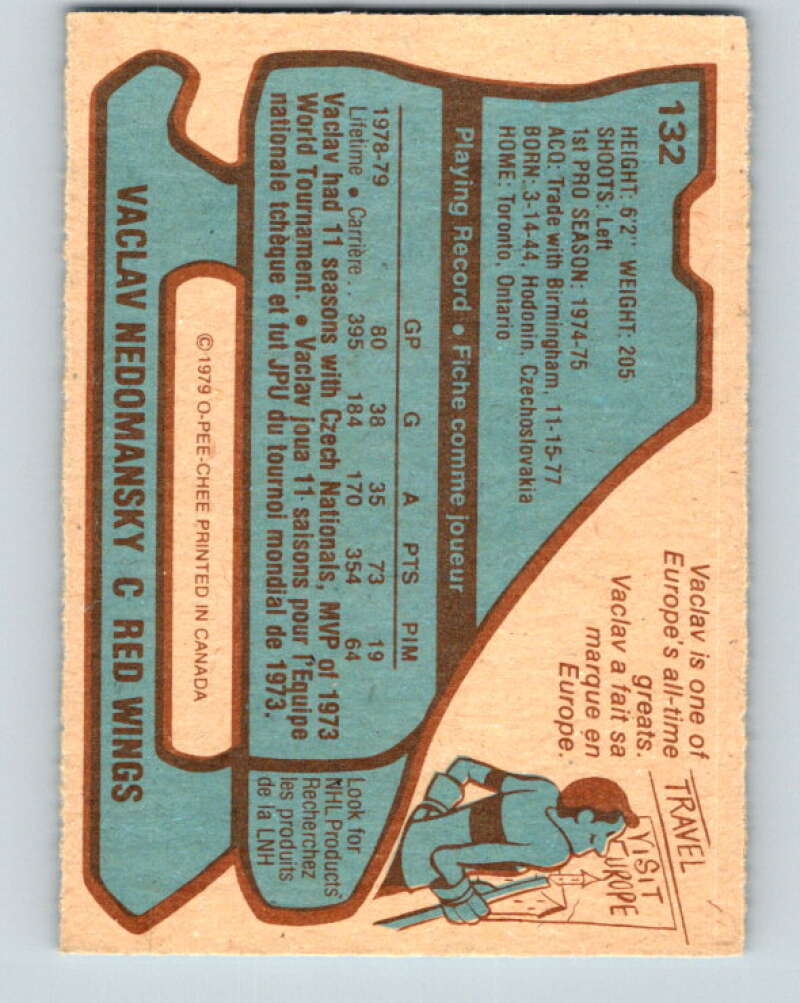 132
HEIGHT: 6'2" WEIGHT: 205
SHOOTS: Left
1st PRO SEASON: 1974-75
ACQ: Trade with Birmingham, 11-15-77
BORN: 3-14-44, Hodonin, Czechoslovakia
HOME: Toronto, Ontario
Vaclav is one of
Europe's all-time
greats.
Vaclav a fait sa
marque en
Europe.
TRAVEL
VISIT
EUROPE
Playing Record • Fiche comme joueur
GP G A PTS PIM
1978-79 80 38 35 73 19
Lifetime • Carrière.. 395 184 170 354 64
Vaclav had 11 seasons with Czech Nationals, MVP of 1973
World Tournament. • Vaclav joua 11 saisons pour l'Equipe
nationale tchèque et fut JPU du tournoi mondial de 1973.
Look for
NHL Products
Recherchez
les produits
de la LNH
©1979 O-PEE-CHEE PRINTED IN CANADA
VACLAV NEDOMANSKY C RED WINGS